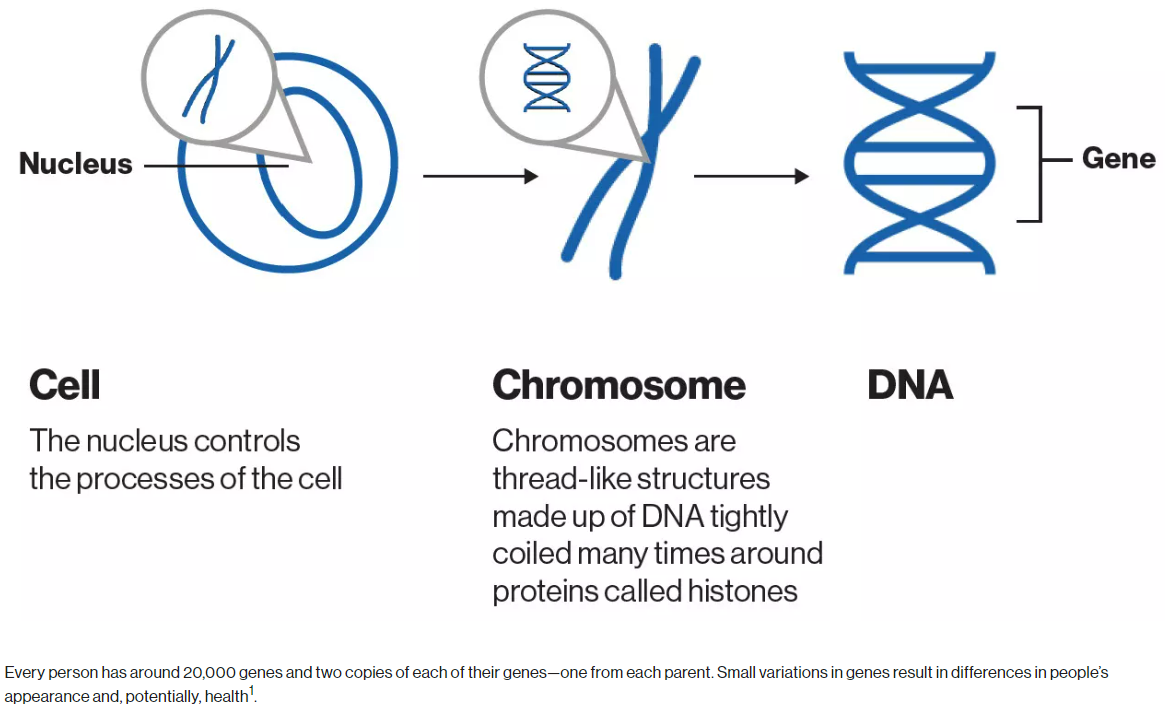 Nucleus
Gene
Cell
The nucleus controls
the processes of the cell
Chromosome
Chromosomes are
thread-like structures
made up of DNA tightly
coiled many times around
proteins called histones
DNA
Every person has around 20,000 genes and two copies of each of their genes—one from each parent. Small variations in genes result in differences in people’s
appearance and, potentially, health1.